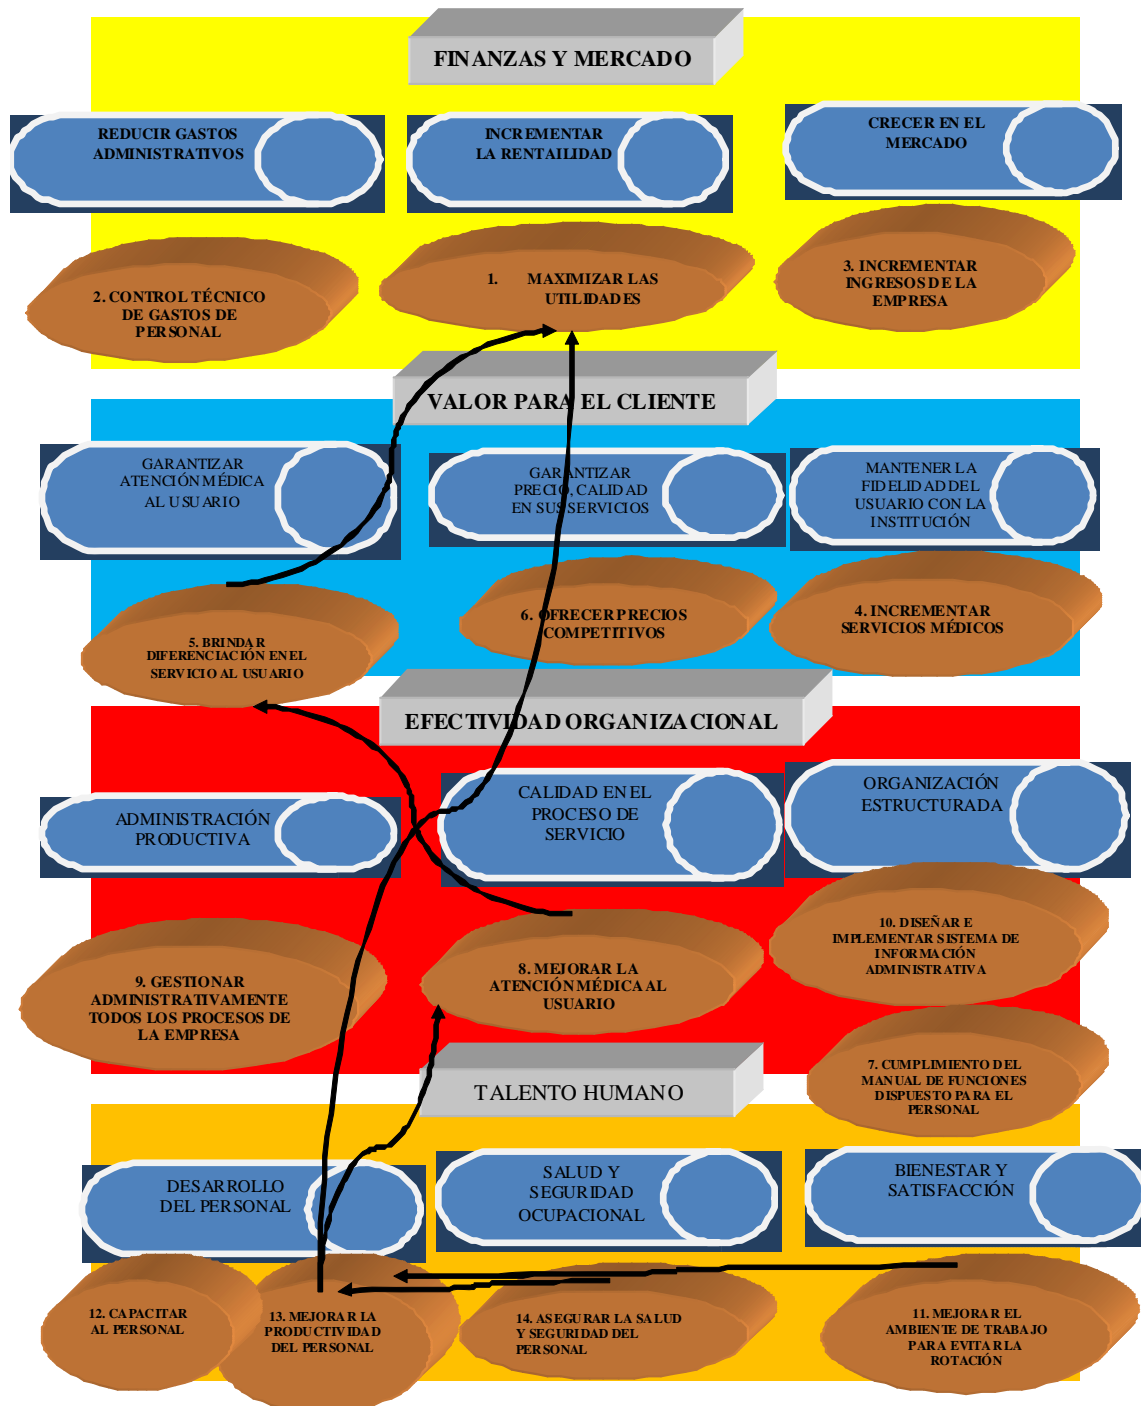 FINANZAS Y MERCADO
REDUCIR GASTOS
ADMINISTRATIVOS
INCREMENTAR
LA RENTAILIDAD
CRECER EN EL
MERCADO
2. CONTROL TÉCNICO
DE GASTOS DE
PERSONAL
1. MAXIMIZAR LAS
UTILIDADES
3. INCREMENTAR
INGRESOS DE LA
EMPRESA
VALOR PARA EL CLIENTE
GARANTIZAR
ATENCIÓN MÉDICA
AL USUARIO
GARANTIZAR
PRECIO, CALIDAD
EN SUS SERVICIOS
MANTENER LA
FIDELIDAD DEL
USUARIO CON LA
INSTITUCIÓN
5. BRINDAR
DIFERENCIACIÓN EN EL
SERVICIO AL USUARIO
6. OFRECER PRECIOS
COMPETITIVOS
4. INCREMENTAR
SERVICIOS MÉDICOS
EFECTIVIDAD ORGANIZACIONAL
ADMINISTRACIÓN
PRODUCTIVA
CALIDAD EN EL
PROCESO DE
SERVICIO
ORGANIZACIÓN
ESTRUCTURADA
9. GESTIONAR
ADMINISTRATIVAMENTE
TODOS LOS PROCESOS DE
LA EMPRESA
8. MEJORAR LA
ATENCIÓN MÉDICA AL
USUARIO
10. DISEÑAR E
IMPLEMENTAR SISTEMA DE
INFORMACIÓN
ADMINISTRATIVA
7. CUMPLIMIENTO DEL
MANUAL DE FUNCIONES
DISPUESTO PARA EL
PERSONAL
TALENTO HUMANO
DESARROLLO
DEL PERSONAL
SALUD Y
SEGURIDAD
OCUPACIONAL
BIENESTAR Y
SATISFACCIÓN
12. CAPACITAR
AL PERSONAL
13. MEJORAR LA
PRODUCTIVIDAD
DEL PERSONAL
14. ASEGURAR LA SALUD
Y SEGURIDAD DEL
PERSONAL
11. MEJORAR EL
AMBIENTE DE TRABAJO
PARA EVITAR LA
ROTACIÓN